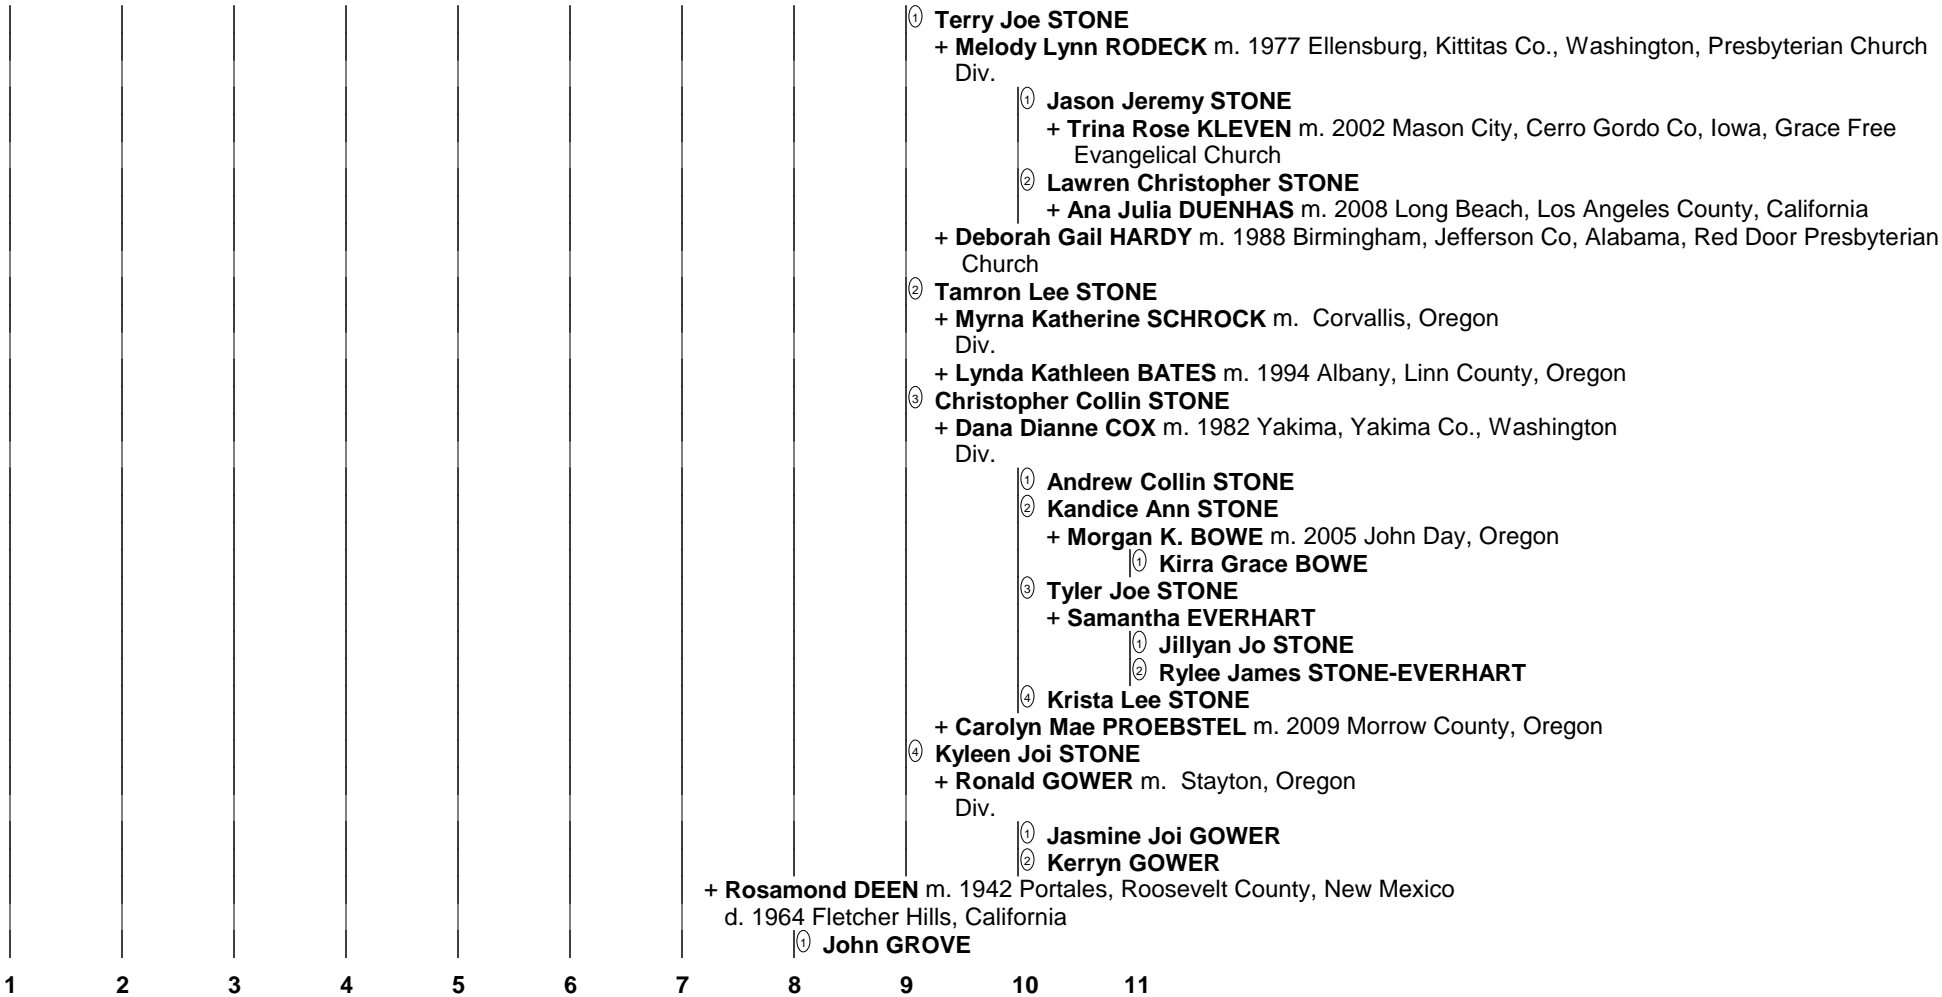 ① Terry Joe STONE
+ Melody Lynn RODECK m. 1977 Ellensburg, Kittitas Co., Washington, Presbyterian Church
Div.
① Jason Jeremy STONE
+ Trina Rose KLEVEN m. 2002 Mason City, Cerro Gordo Co, Iowa, Grace Free
Evangelical Church
② Lawren Christopher STONE
+ Ana Julia DUENHAS m. 2008 Long Beach, Los Angeles County, California
+ Deborah Gail HARDY m. 1988 Birmingham, Jefferson Co, Alabama, Red Door Presbyterian
Church
② Tamron Lee STONE
+ Myrna Katherine SCHROCK m. Corvallis, Oregon
Div.
+ Lynda Kathleen BATES m. 1994 Albany, Linn County, Oregon
③ Christopher Collin STONE
+ Dana Dianne COX m. 1982 Yakima, Yakima Co., Washington
Div.
① Andrew Collin STONE
② Kandice Ann STONE
+ Morgan K. BOWE m. 2005 John Day, Oregon
① Kirra Grace BOWE
③ Tyler Joe STONE
+ Samantha EVERHART
① Jillyan Jo STONE
② Rylee James STONE-EVERHART
④ Krista Lee STONE
+ Carolyn Mae PROEBSTEL m. 2009 Morrow County, Oregon
④ Kyleen Joi STONE
+ Ronald GOWER m. Stayton, Oregon
Div.
① Jasmine Joi GOWER
② Kerryn GOWER
+ Rosamond DEEN m. 1942 Portales, Roosevelt County, New Mexico
d. 1964 Fletcher Hills, California
① John GROVE
1 2 3 4 5 6 7 8 9 10 11